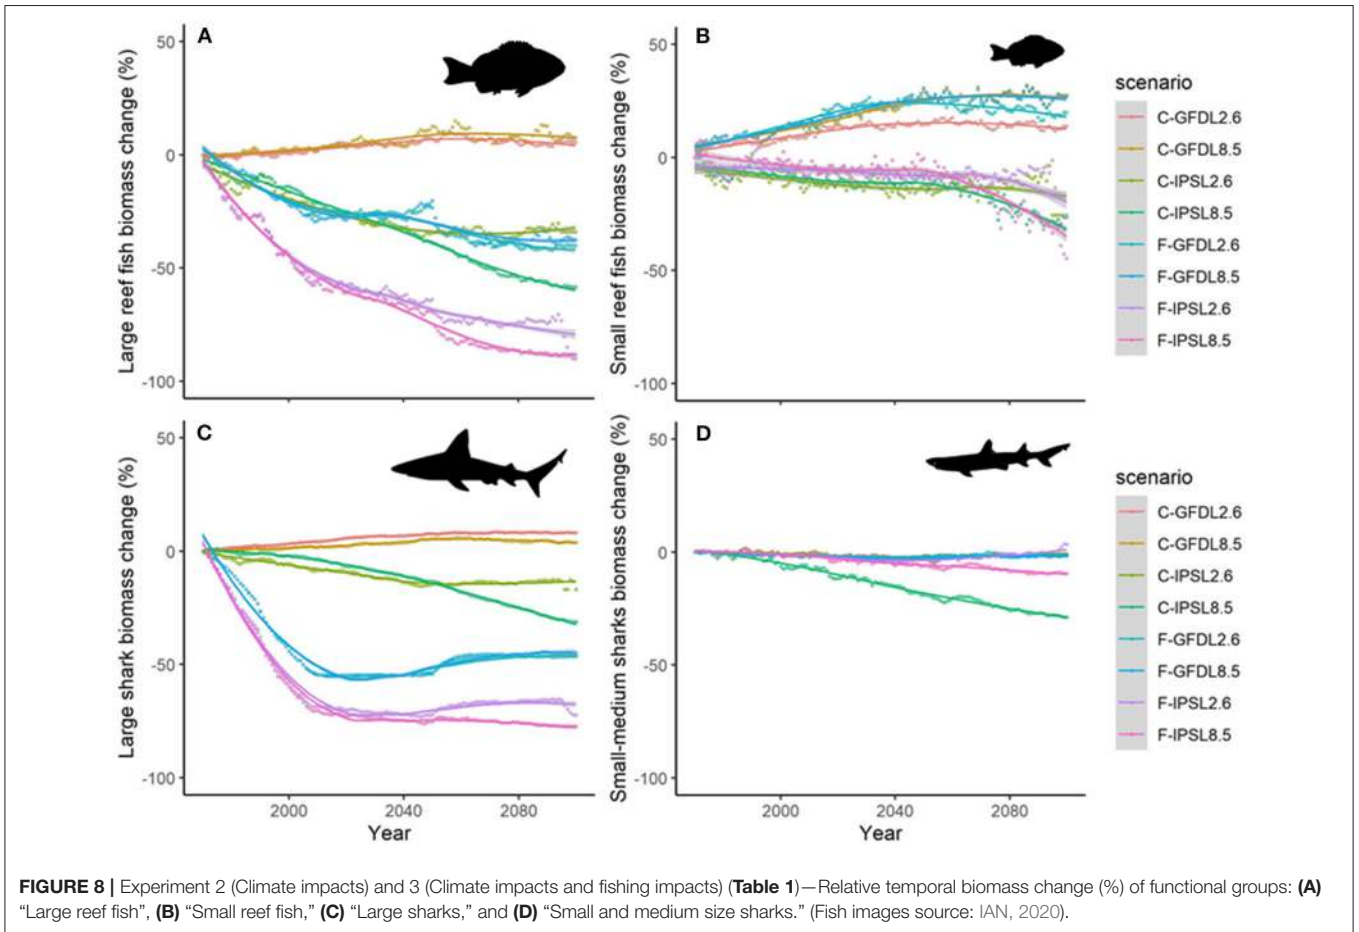 A
Large reef fish biomass change (%)
50
0
-50
-100
B
Small reef fish biomass change (%)
50
0
-50
-100
scenario
C-GFDL2.6
C-GFDL8.5
C-IPSL2.6
C-IPSL8.5
F-GFDL2.6
F-GFDL8.5
F-IPSL2.6
F-IPSL8.5
C
Large shark biomass change (%)
50
0
-50
-100
2000 2040 2080
Year
D
Small-medium sharks biomass change (%)
50
0
-50
-100
2000 2040 2080
Year
scenario
C-GFDL2.6
C-GFDL8.5
C-IPSL2.6
C-IPSL8.5
F-GFDL2.6
F-GFDL8.5
F-IPSL2.6
F-IPSL8.5
FIGURE 8 | Experiment 2 (Climate impacts) and 3 (Climate impacts and fishing impacts) (Table 1)—Relative temporal biomass change (%) of functional groups: (A)
“Large reef fish”, (B) “Small reef fish,” (C) “Large sharks,” and (D) “Small and medium size sharks.” (Fish images source: IAN, 2020).